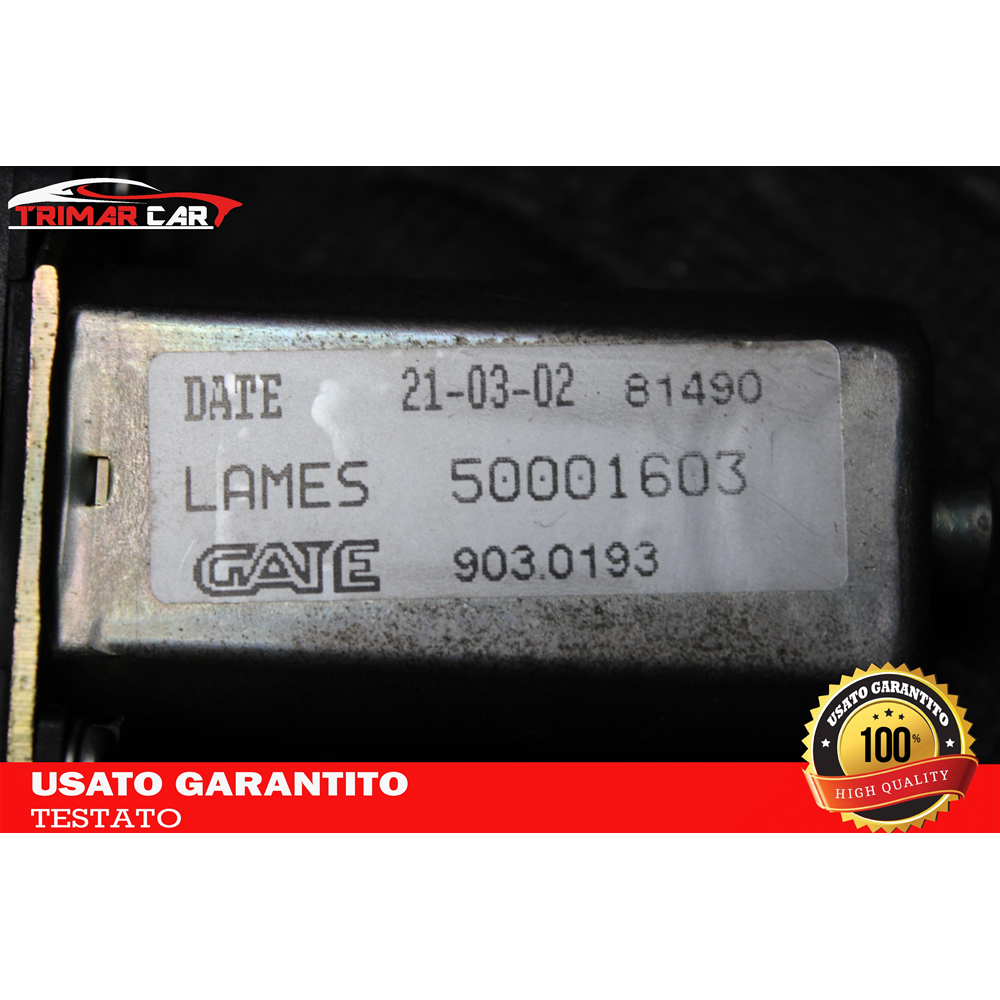 TRIMAR CAR
DATE 21-03-02 81490
LAMES 50001603
GATE 903.0193
USATO GARANTITO
100%
HIGH QUALITY
USATO GARANTITO
TESTATO